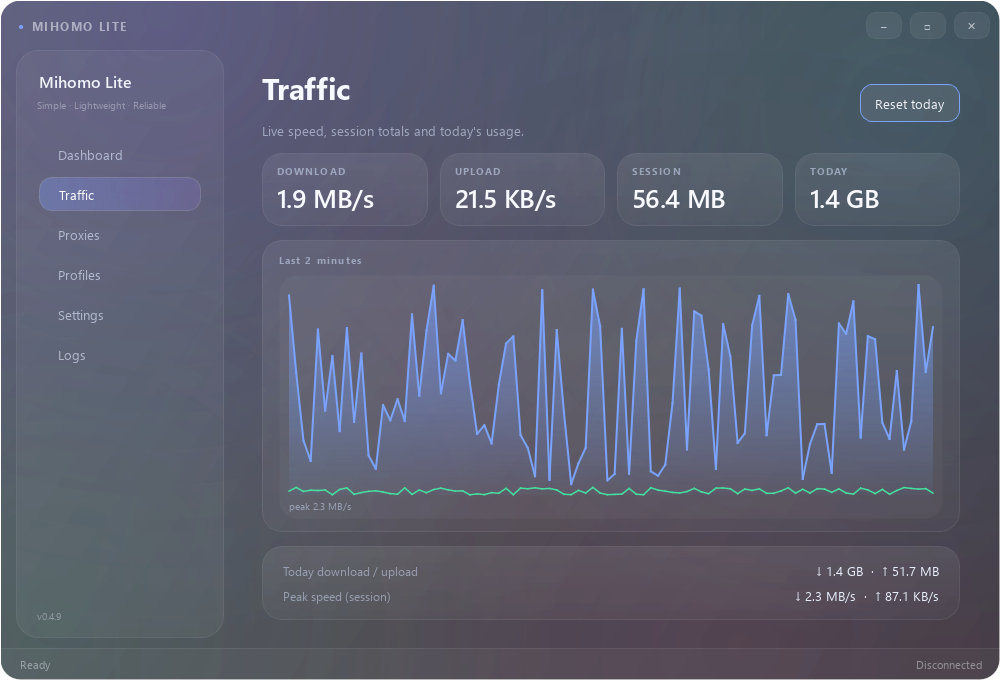 MIHOMO LITE
Mihomo Lite
Simple · Lightweight · Reliable
Dashboard
Traffic
Proxies
Profiles
Settings
Logs
v0.4.9
Traffic
Live speed, session totals and today's usage.
Reset today
DOWNLOAD
1.9 MB/s
UPLOAD
21.5 KB/s
SESSION
56.4 MB
TODAY
1.4 GB
Last 2 minutes
peak 2.3 MB/s
Today download / upload
↓ 1.4 GB · ↑ 51.7 MB
Peak speed (session)
↓ 2.3 MB/s · ↑ 87.1 KB/s
Ready
Disconnected